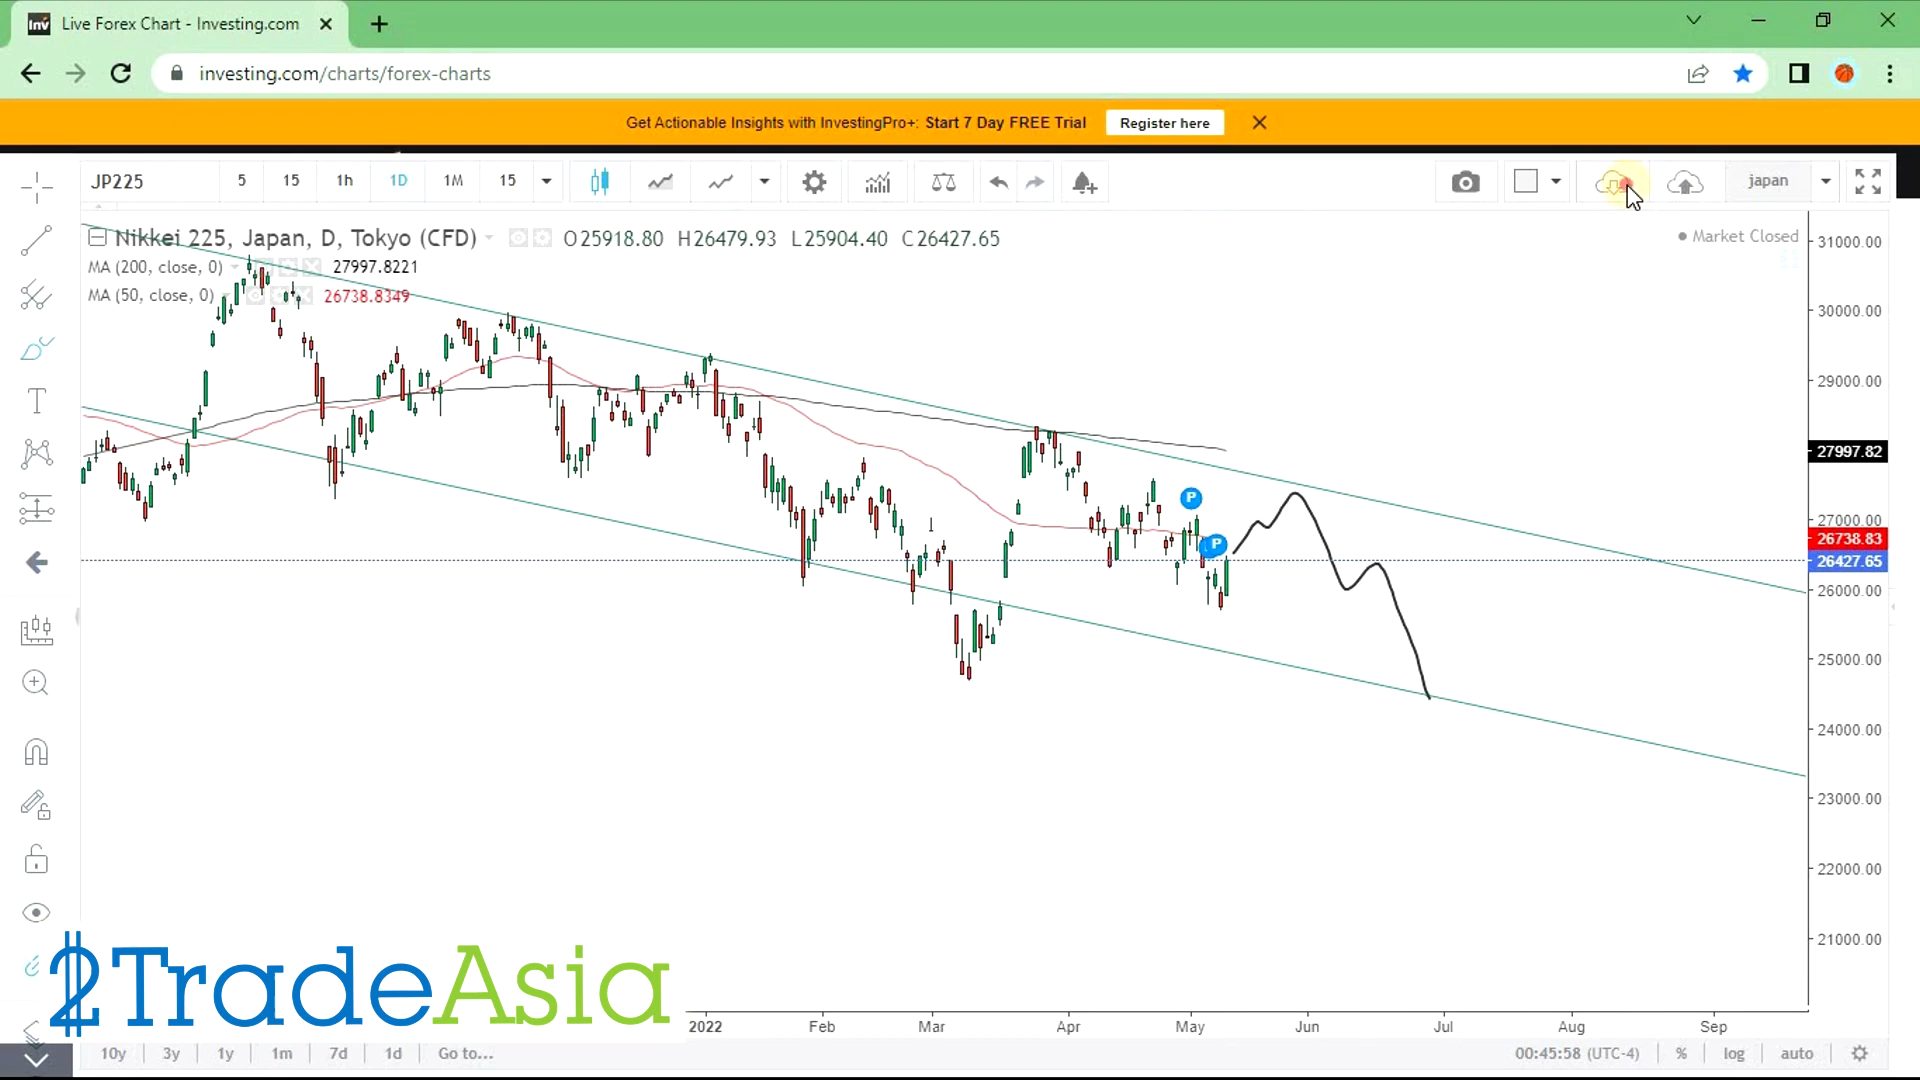 Inv Live Forex Chart - Investing.com
investing.com/charts/forex-charts
Get Actionable Insights with InvestingPro+: Start 7 Day FREE Trial Register here
JP225 5 15 1h 1D 1M 15 japan
Nikkei 225, Japan, D, Tokyo (CFD) O25918.80 H26479.93 L25904.40 C26427.65 Market Closed
MA (200, close, 0) 27997.8221
MA (50, close, 0) 26738.8349
31000.00
30000.00
29000.00
27997.82
27000.00
26738.83
26427.65
26000.00
25000.00
24000.00
23000.00
22000.00
21000.00
P
P
2TradeAsia
2022 Feb Mar Apr May Jun Jul Aug Sep
10y 3y 1y 1m 7d 1d Go to... 00:45:58 (UTC-4) % log auto